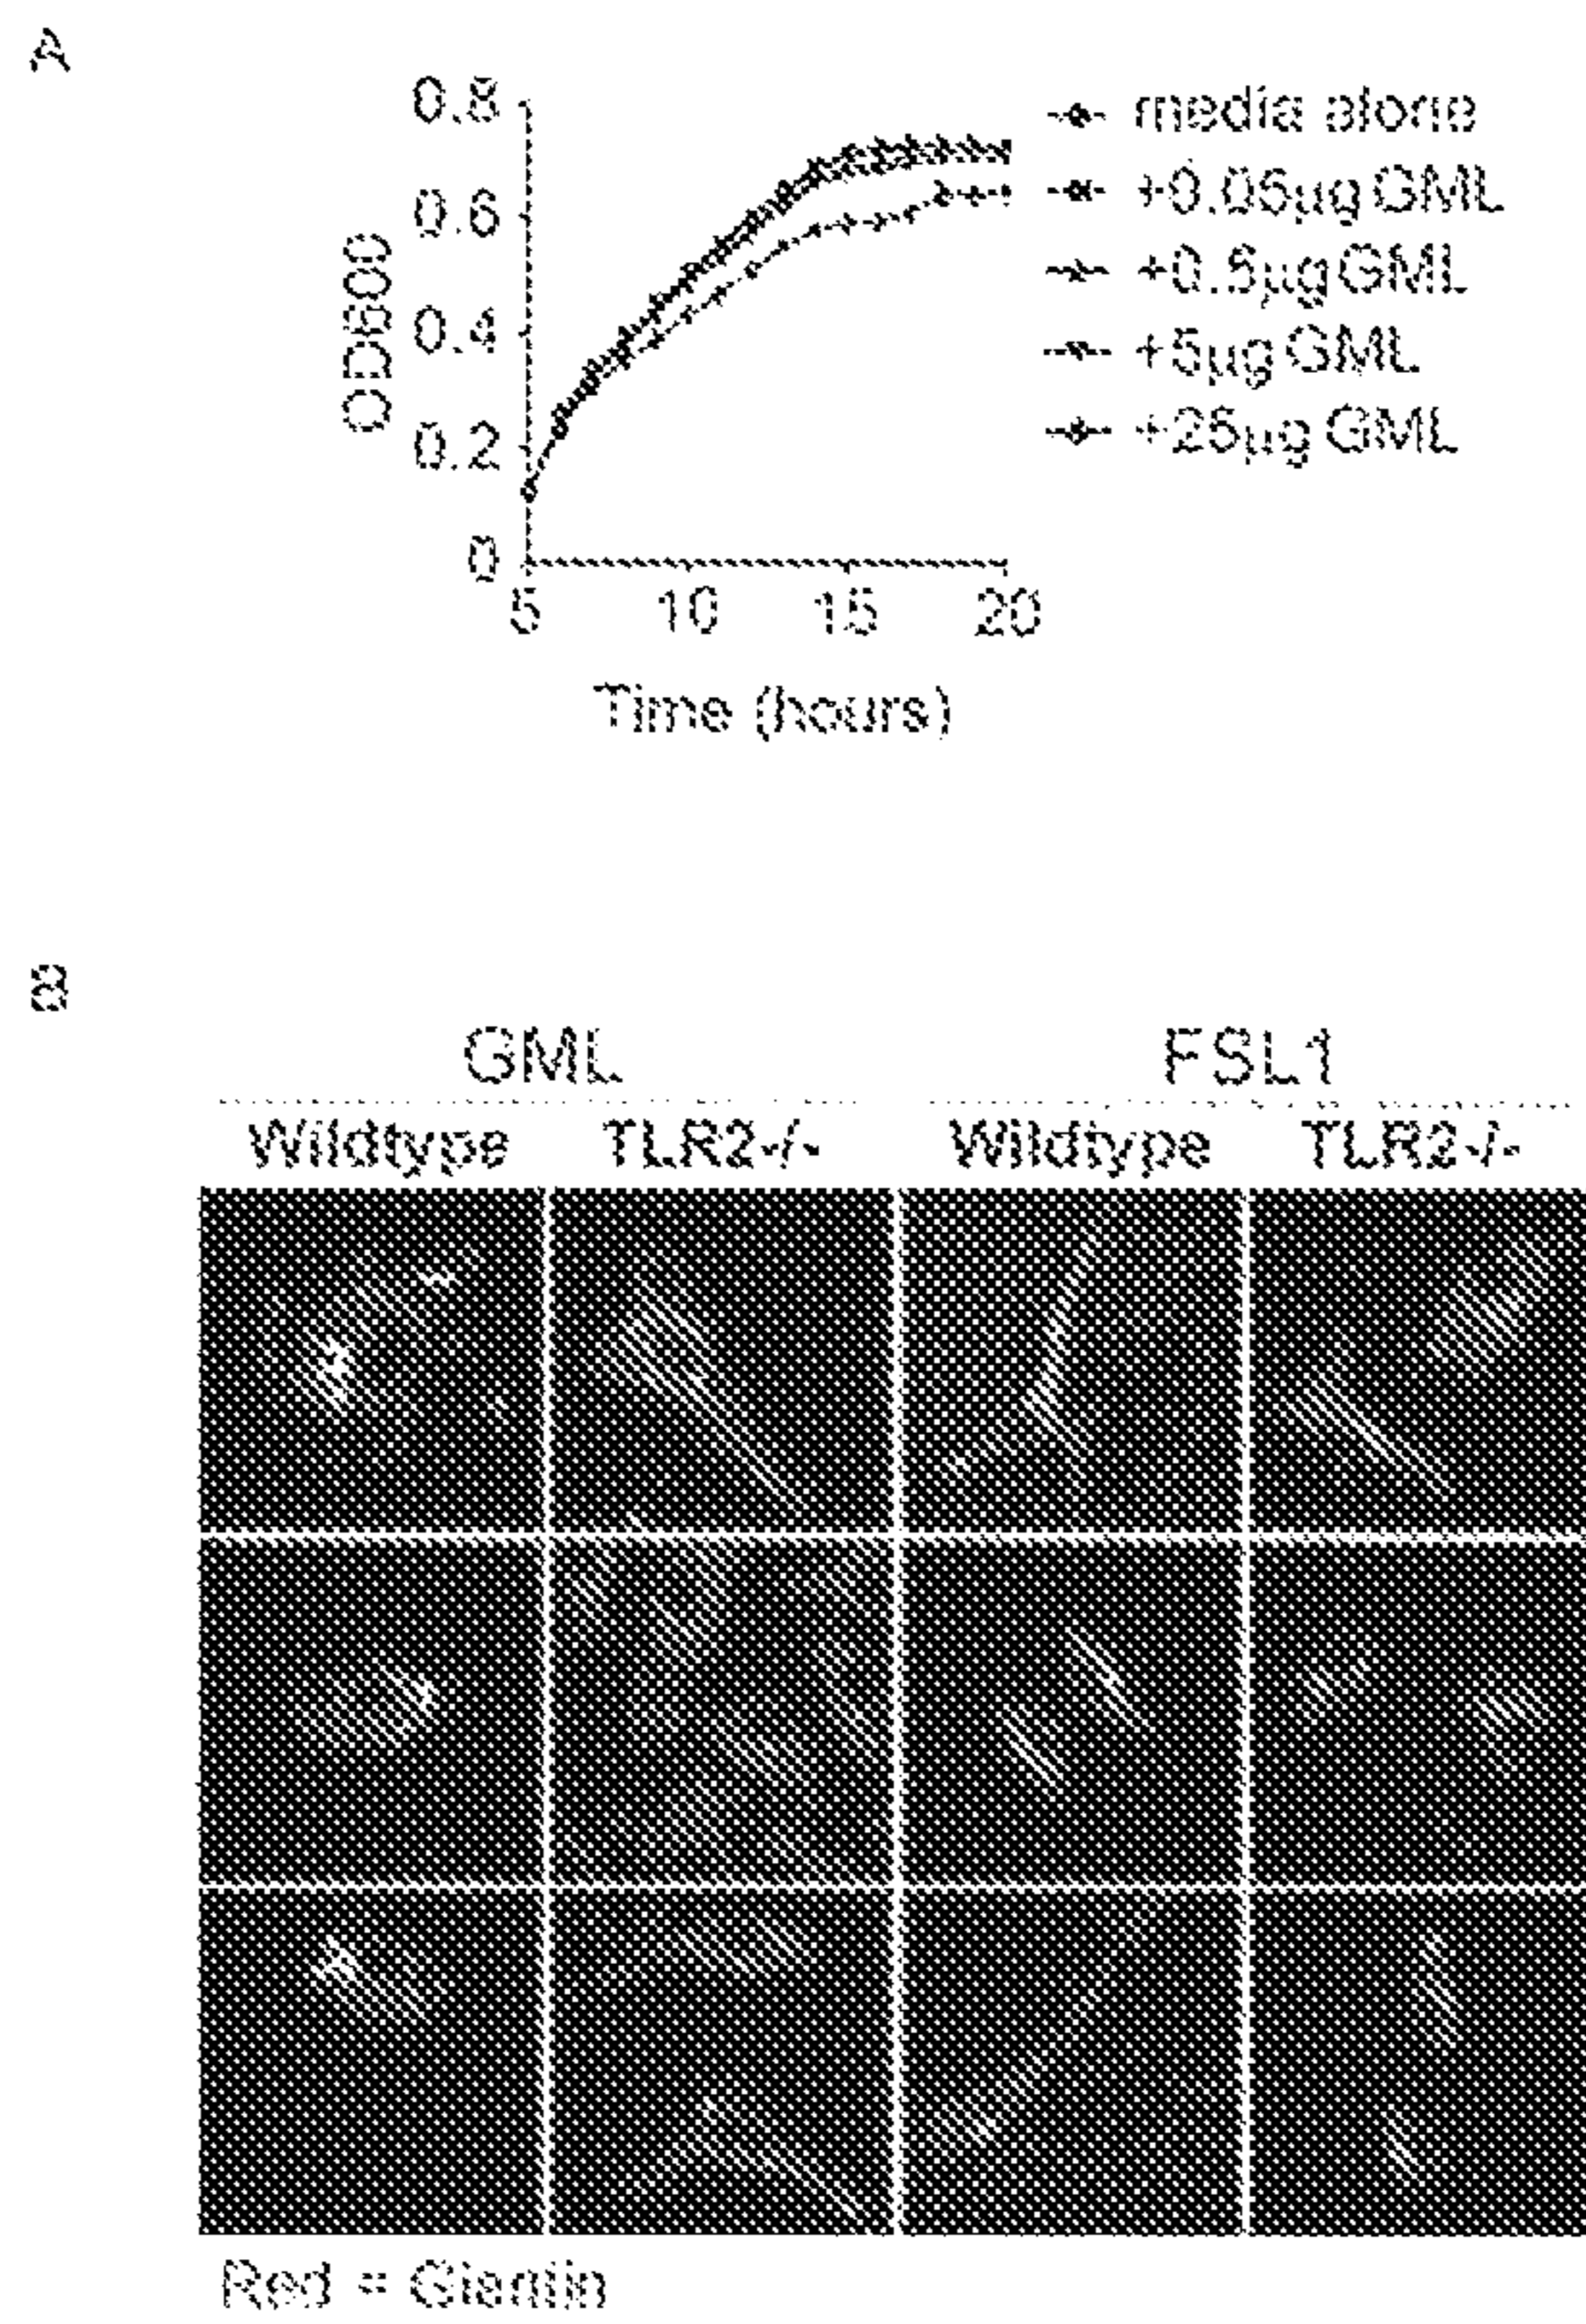 A
0.8
0.6
0.4
0.2
0
OD600
5 10 15 20
Time (hours)
media alone
+0.05µg GML
+0.5µg GML
+5µg GML
+25µg GML
B
GML FSL1
Wildtype TLR2-/- Wildtype TLR2-/-
Red = Giantin